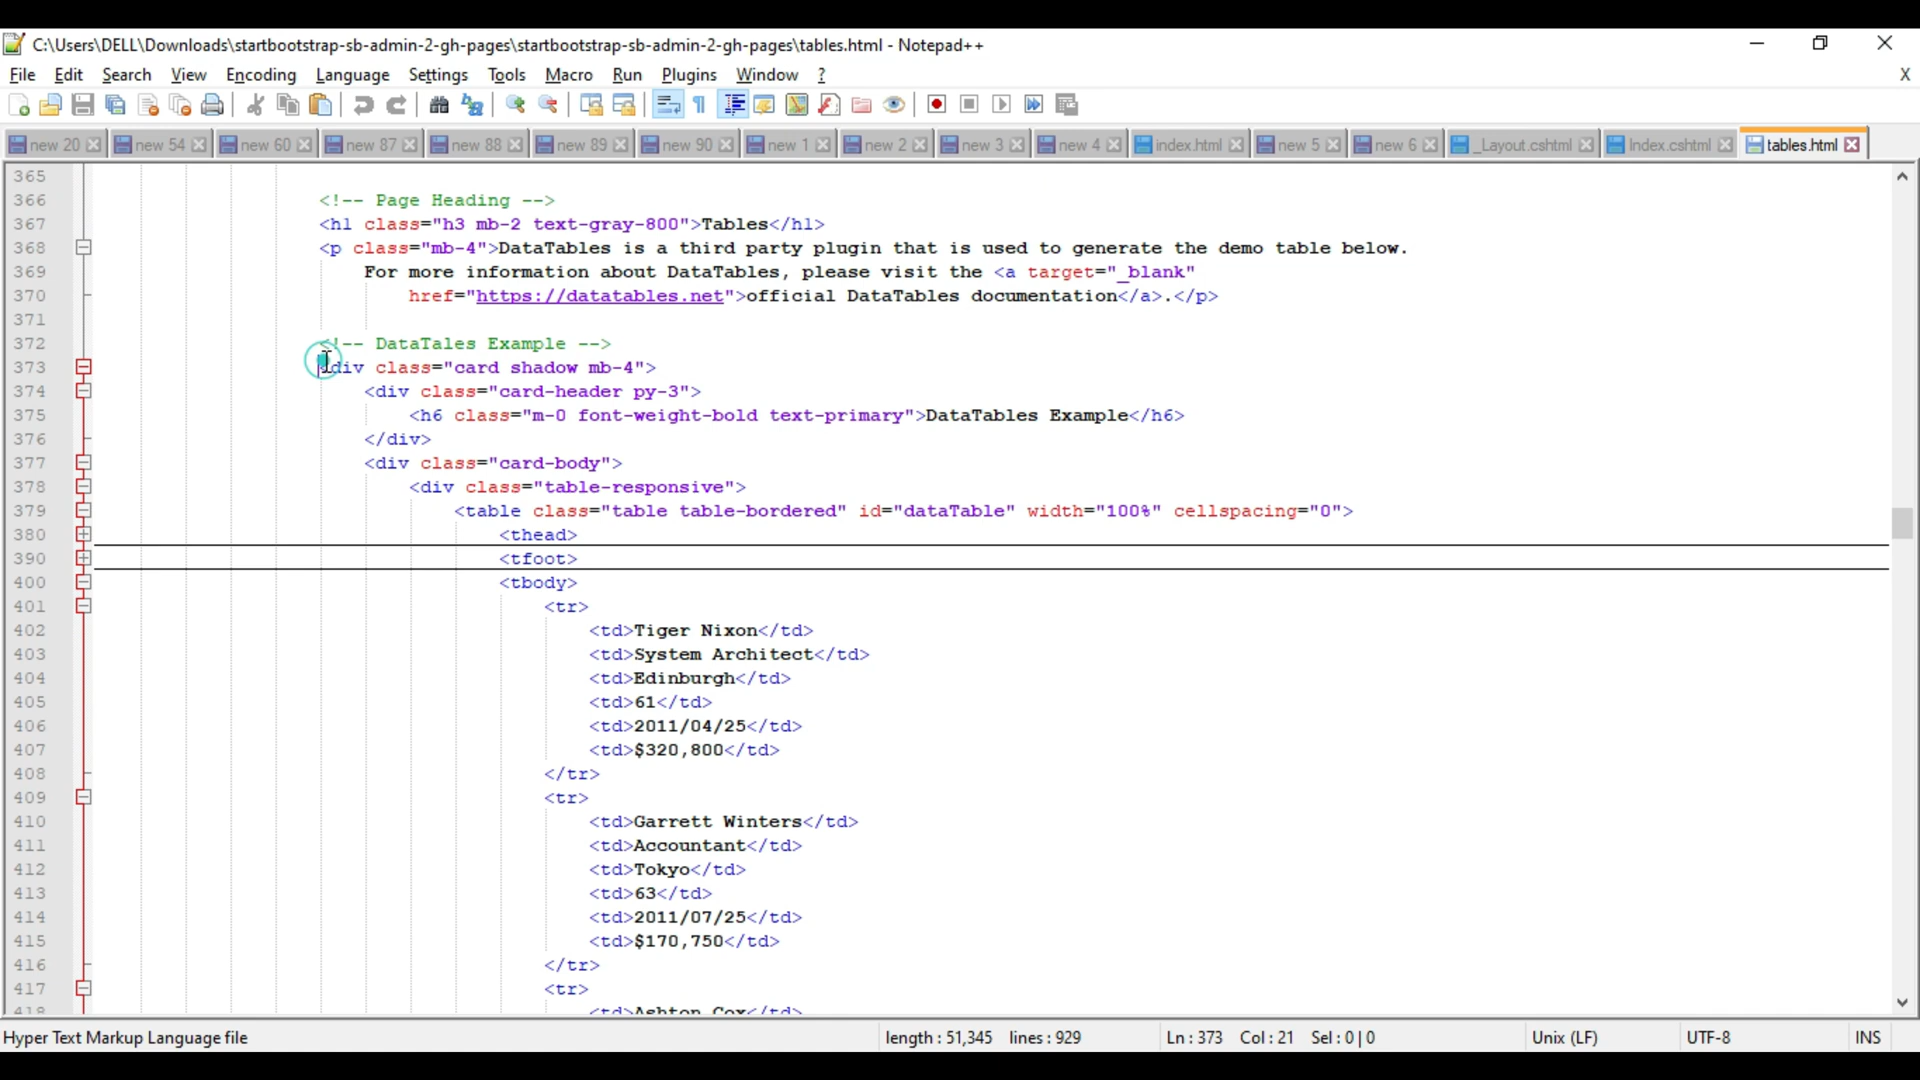 C:\Users\DELL\Downloads\startbootstrap-sb-admin-2-gh-pages\startbootstrap-sb-admin-2-gh-pages\tables.html - Notepad++
File Edit Search View Encoding Language Settings Tools Macro Run Plugins Window ? X
new 20 new 54 new 60 new 87 new 88 new 89 new 90 new 1 new 2 new 3 new 4 index.html new 5 new 6 _Layout.cshtml Index.cshtml tables.html
365
366 <!-- Page Heading -->
367 <h1 class="h3 mb-2 text-gray-800">Tables</h1>
368 <p class="mb-4">DataTables is a third party plugin that is used to generate the demo table below.
369 For more information about DataTables, please visit the <a target="_blank"
370 href="https://datatables.net">official DataTables documentation</a>.</p>
371
372 <!-- DataTales Example -->
373 <div class="card shadow mb-4">
374 <div class="card-header py-3">
375 <h6 class="m-0 font-weight-bold text-primary">DataTables Example</h6>
376 </div>
377 <div class="card-body">
378 <div class="table-responsive">
379 <table class="table table-bordered" id="dataTable" width="100%" cellspacing="0">
380 <thead>
390 <tfoot>
400 <tbody>
401 <tr>
402 <td>Tiger Nixon</td>
403 <td>System Architect</td>
404 <td>Edinburgh</td>
405 <td>61</td>
406 <td>2011/04/25</td>
407 <td>$320,800</td>
408 </tr>
409 <tr>
410 <td>Garrett Winters</td>
411 <td>Accountant</td>
412 <td>Tokyo</td>
413 <td>63</td>
414 <td>2011/07/25</td>
415 <td>$170,750</td>
416 </tr>
417 <tr>
418 <td>Ashton Cox</td>
Hyper Text Markup Language file length : 51,345 lines : 929 Ln : 373 Col : 21 Sel : 0 | 0 Unix (LF) UTF-8 INS